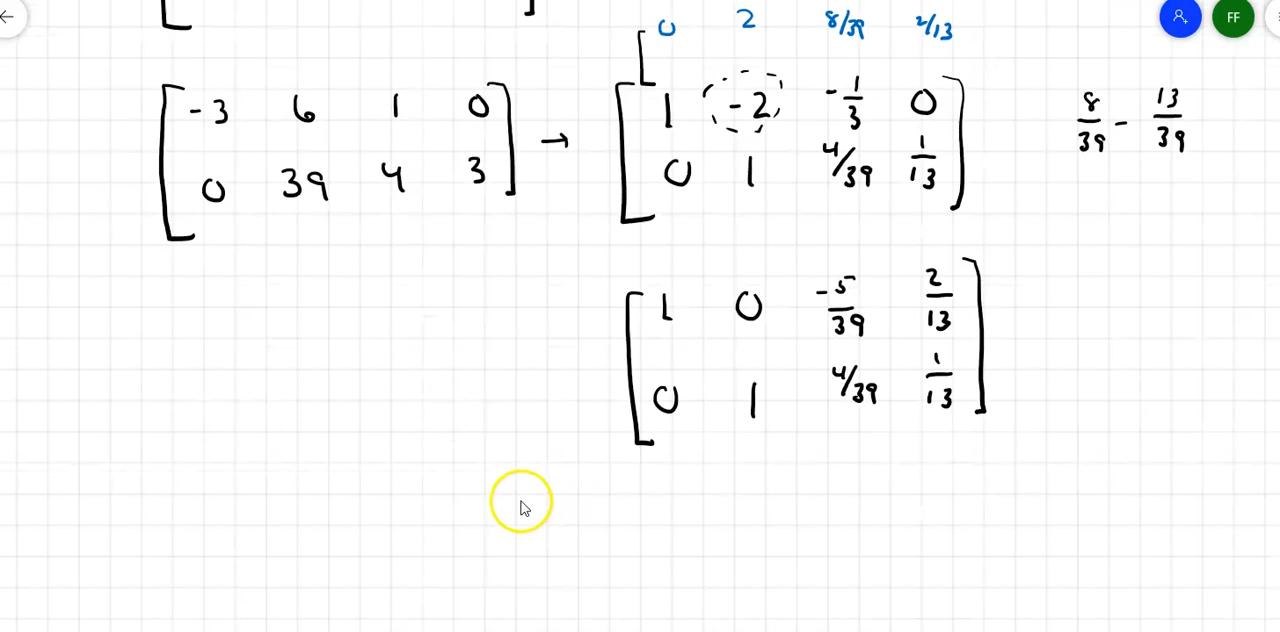 FF
0 2 8/39 2/13
[ -3 6 1 0 ] → [ 1 -2 -1/3 0 ] 8/39 - 13/39
[ 0 39 4 3 ] [ 0 1 4/39 1/13 ]
[ 1 0 -5/39 2/13 ]
[ 0 1 4/39 1/13 ]